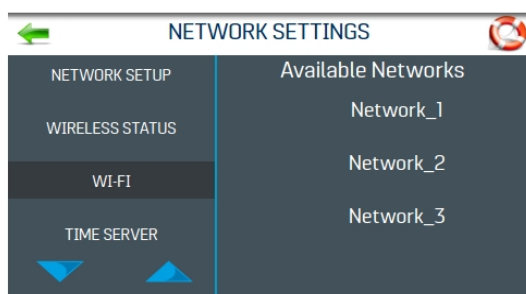 NETWORK SETTINGS
NETWORK SETUP
WIRELESS STATUS
WI-FI
TIME SERVER
Available Networks
Network_1
Network_2
Network_3